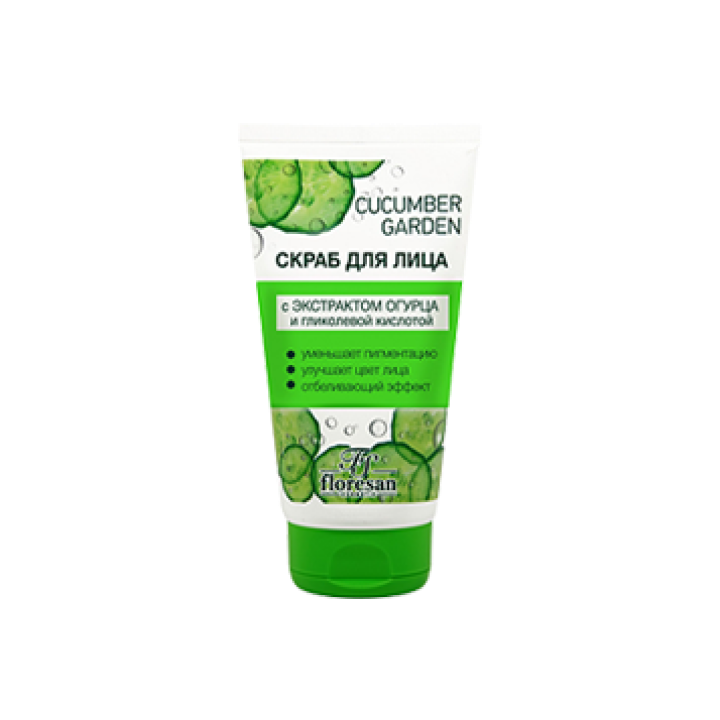 CUCUMBER
GARDEN
СКРАБ ДЛЯ ЛИЦА
с ЭКСТРАКТОМ ОГУРЦА
и гликолевой кислотой
уменьшает пигментацию
улучшает цвет лица
отбеливающий эффект
floresan